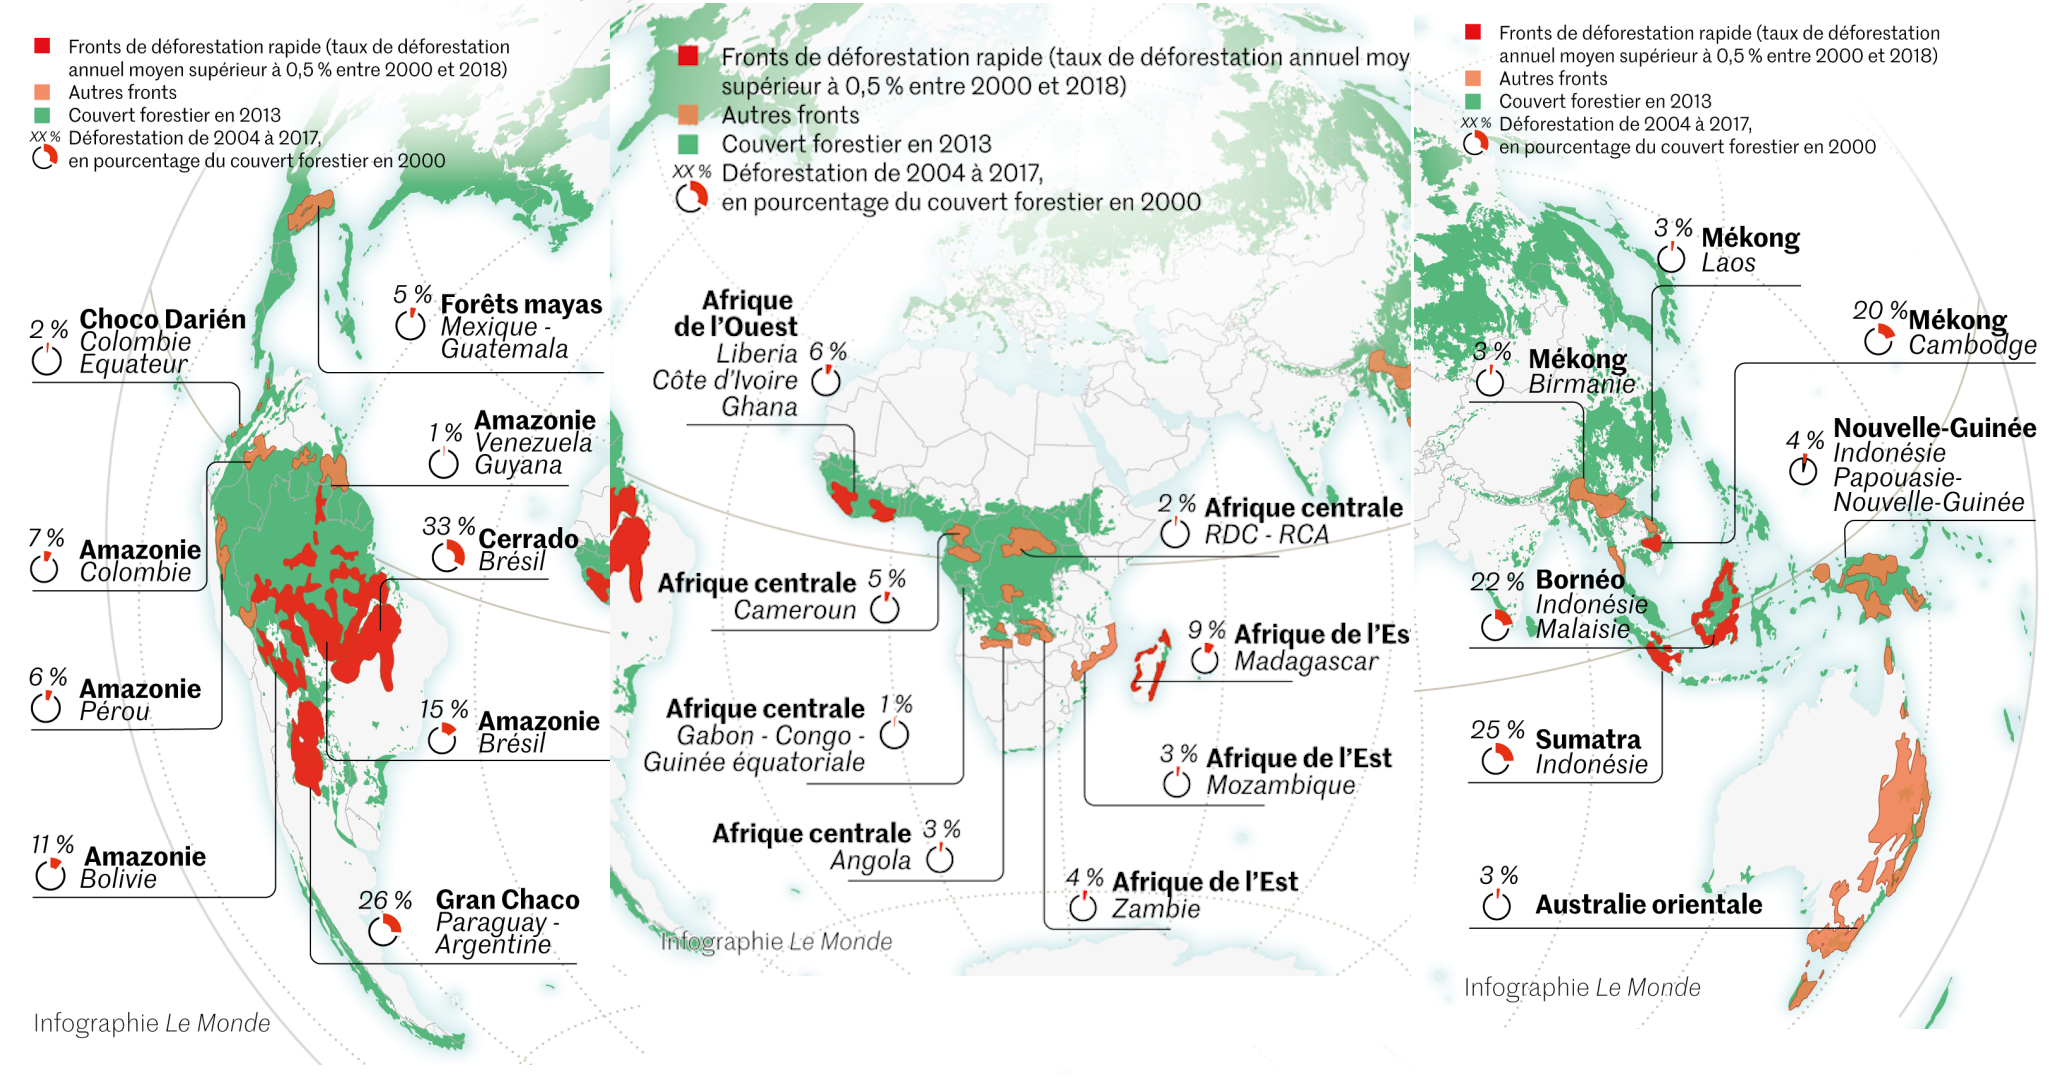 Fronts de déforestation rapide (taux de déforestation
annuel moyen supérieur à 0,5 % entre 2000 et 2018)
Autres fronts
Couvert forestier en 2013
XX % Déforestation de 2004 à 2017,
en pourcentage du couvert forestier en 2000
5 % Forêts mayas
Mexique -
Guatemala
2 % Choco Darién
Colombie
Equateur
1 % Amazonie
Venezuela
Guyana
33 % Cerrado
Brésil
7 % Amazonie
Colombie
6 % Amazonie
Pérou
15 % Amazonie
Brésil
11 % Amazonie
Bolivie
26 % Gran Chaco
Paraguay -
Argentine
Infographie Le Monde
Fronts de déforestation rapide (taux de déforestation annuel moy
supérieur à 0,5 % entre 2000 et 2018)
Autres fronts
Couvert forestier en 2013
XX % Déforestation de 2004 à 2017,
en pourcentage du couvert forestier en 2000
Afrique
de l'Ouest
Liberia 6 %
Côte d'Ivoire
Ghana
2 % Afrique centrale
RDC - RCA
Afrique centrale 5 %
Cameroun
9 % Afrique de l'Es
Madagascar
Afrique centrale 1 %
Gabon - Congo -
Guinée équatoriale
3 % Afrique de l'Est
Mozambique
Afrique centrale 3 %
Angola
4 % Afrique de l'Est
Zambie
Infographie Le Monde
Fronts de déforestation rapide (taux de déforestation
annuel moyen supérieur à 0,5 % entre 2000 et 2018)
Autres fronts
Couvert forestier en 2013
XX % Déforestation de 2004 à 2017,
en pourcentage du couvert forestier en 2000
3 % Mékong
Laos
20 % Mékong
Cambodge
3 % Mékong
Birmanie
4 % Nouvelle-Guinée
Indonésie
Papouasie-
Nouvelle-Guinée
22 % Bornéo
Indonésie
Malaisie
25 % Sumatra
Indonésie
3 %
Australie orientale
Infographie Le Monde